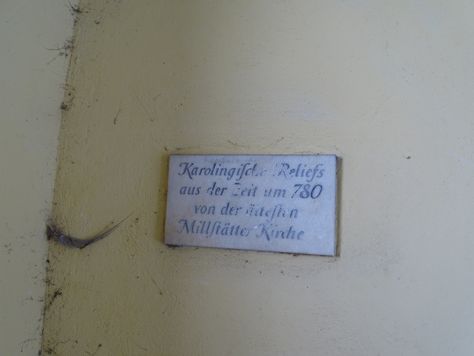 Karolingische Reliefs
aus der Zeit um 780
von der ältesten
Millstätter Kirche